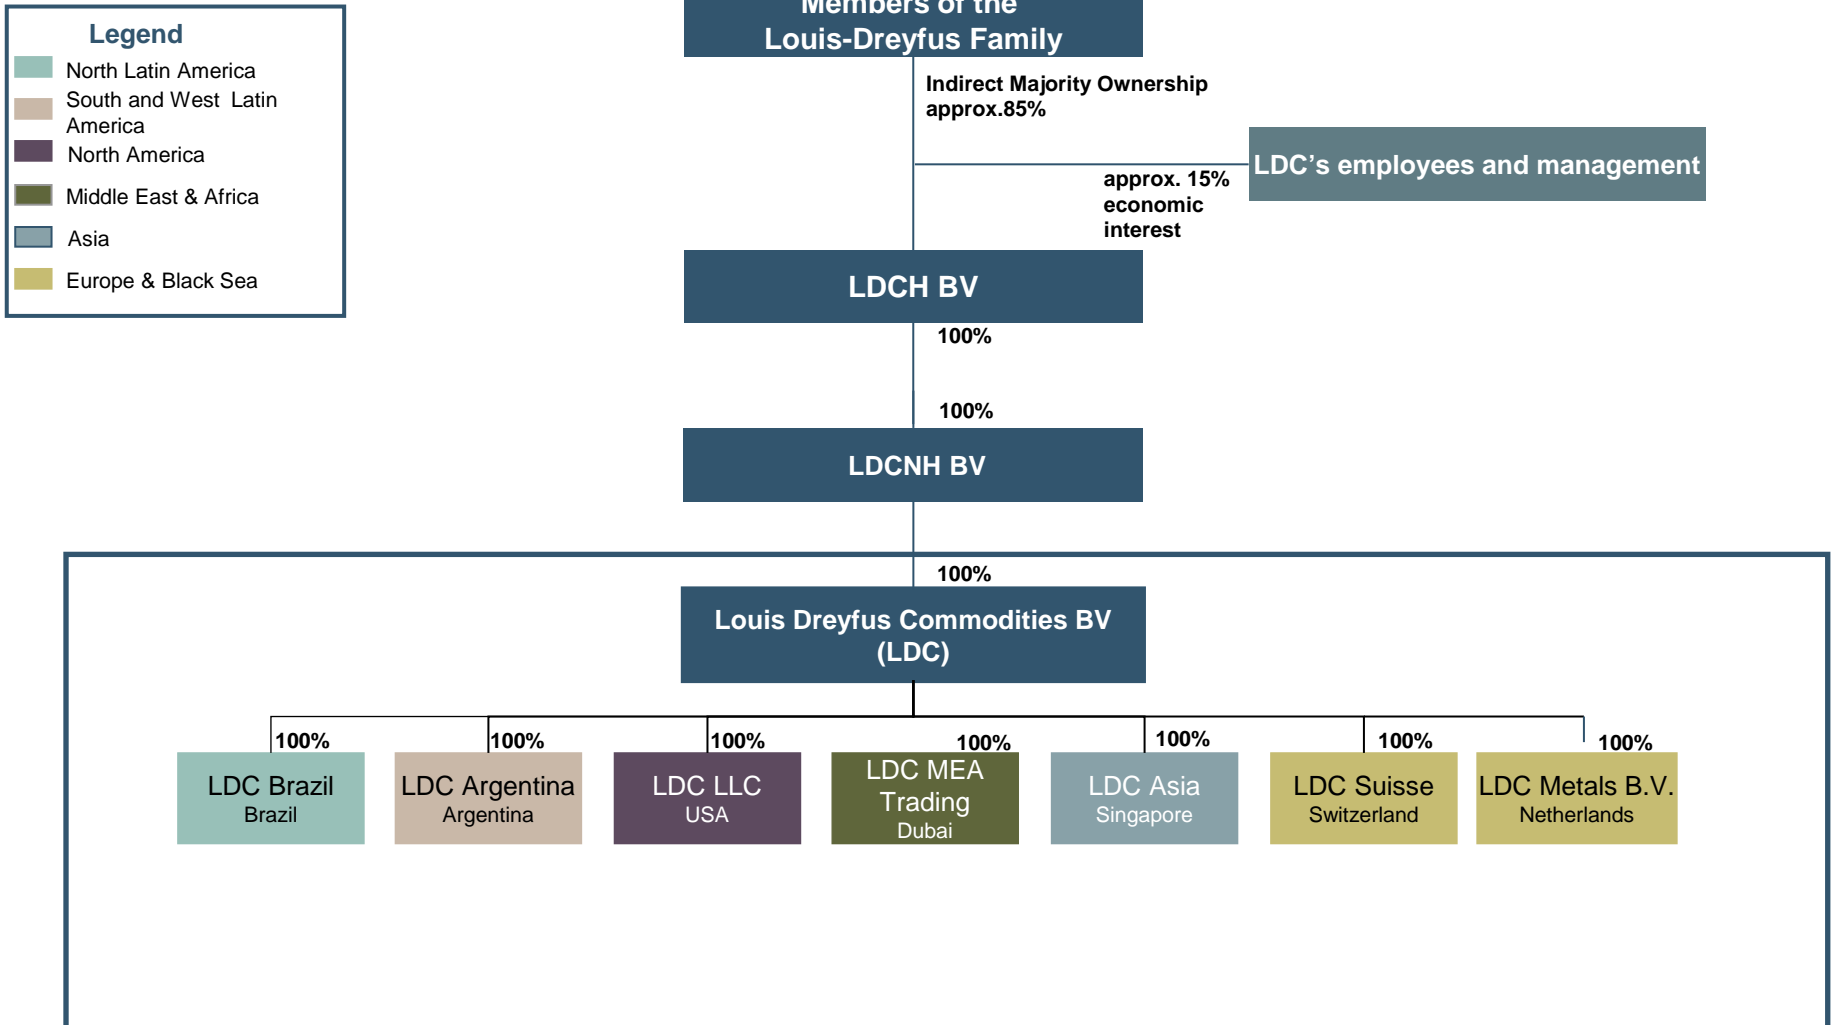 Members of the
Louis-Dreyfus Family
Legend
North Latin America
South and West Latin
America
North America
Middle East & Africa
Asia
Europe & Black Sea
Indirect Majority Ownership
approx.85%
LDC's employees and management
approx. 15%
economic
interest
LDCH BV
100%
100%
LDCNH BV
100%
Louis Dreyfus Commodities BV
(LDC)
100%
LDC Brazil
Brazil
100%
LDC Argentina
Argentina
100%
LDC LLC
USA
100%
LDC MEA
Trading
Dubai
100%
LDC Asia
Singapore
100%
LDC Suisse
Switzerland
100%
LDC Metals B.V.
Netherlands